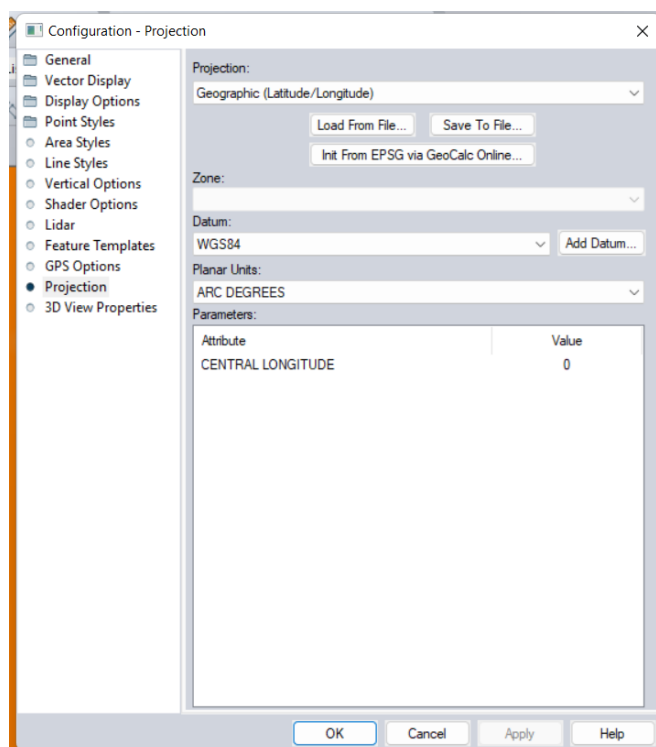 Configuration - Projection
General
Vector Display
Display Options
Point Styles
Area Styles
Line Styles
Vertical Options
Shader Options
Lidar
Feature Templates
GPS Options
Projection
3D View Properties
Projection:
Geographic (Latitude/Longitude)
Load From File... Save To File...
Init From EPSG via GeoCalc Online...
Zone:
Datum:
WGS84 Add Datum...
Planar Units:
ARC DEGREES
Parameters:
Attribute Value
CENTRAL LONGITUDE 0
OK Cancel Apply Help